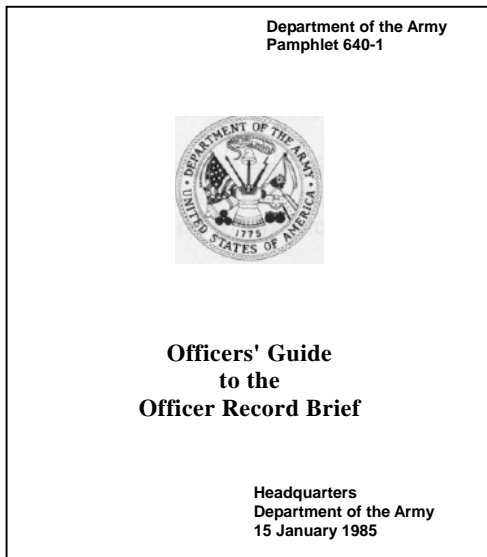 Department of the Army
Pamphlet 640-1
DEPARTMENT OF THE ARMY
UNITED STATES OF AMERICA
1775
Officers' Guide
to the
Officer Record Brief
Headquarters
Department of the Army
15 January 1985